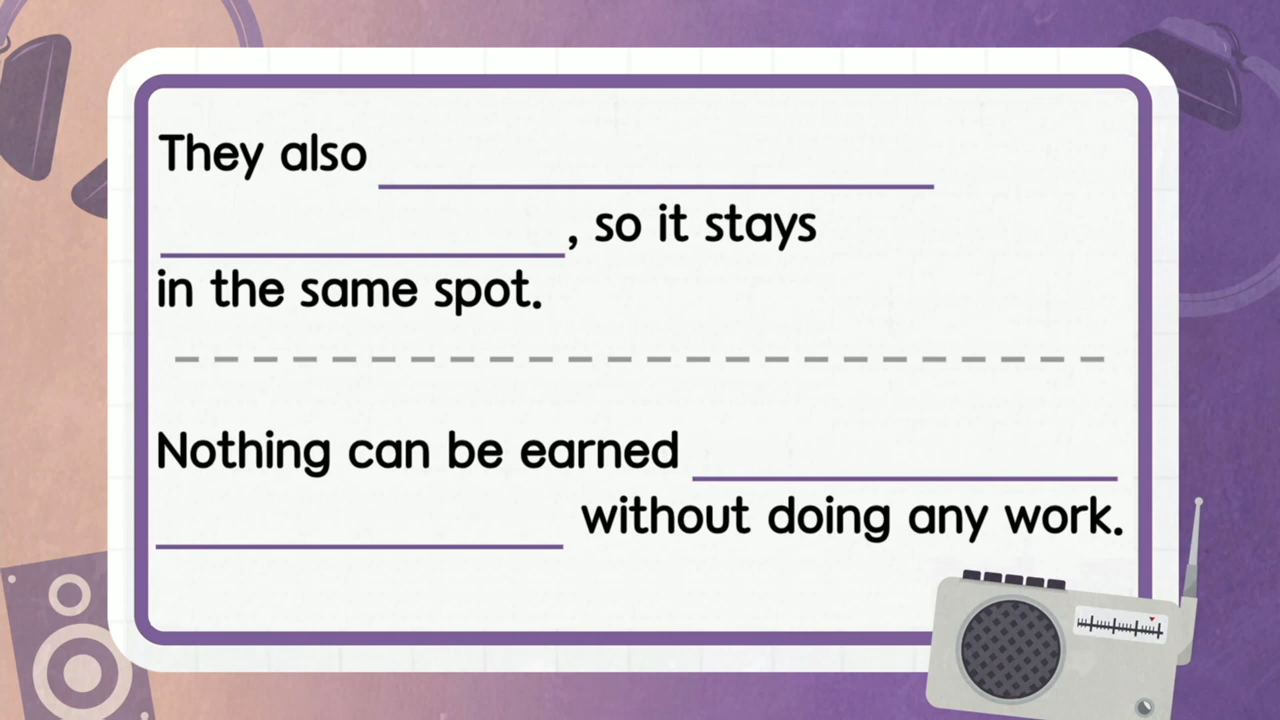 They also
, so it stays
in the same spot.
Nothing can be earned
without doing any work.